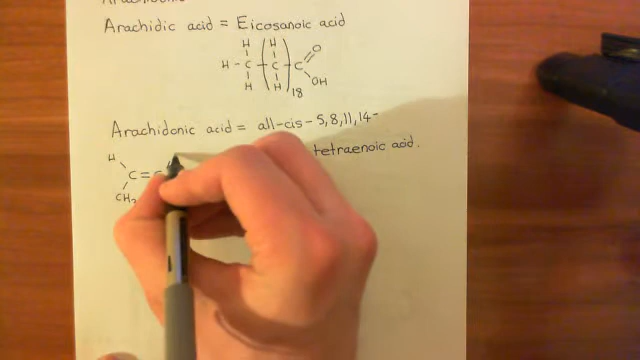 Arachidic acid = Eicosanoic acid
H H
H - C - ( C ) - C = O
H H 18 OH
Arachidonic acid = all-cis-5,8,11,14-
tetraenoic acid.
H
C = C
CH3